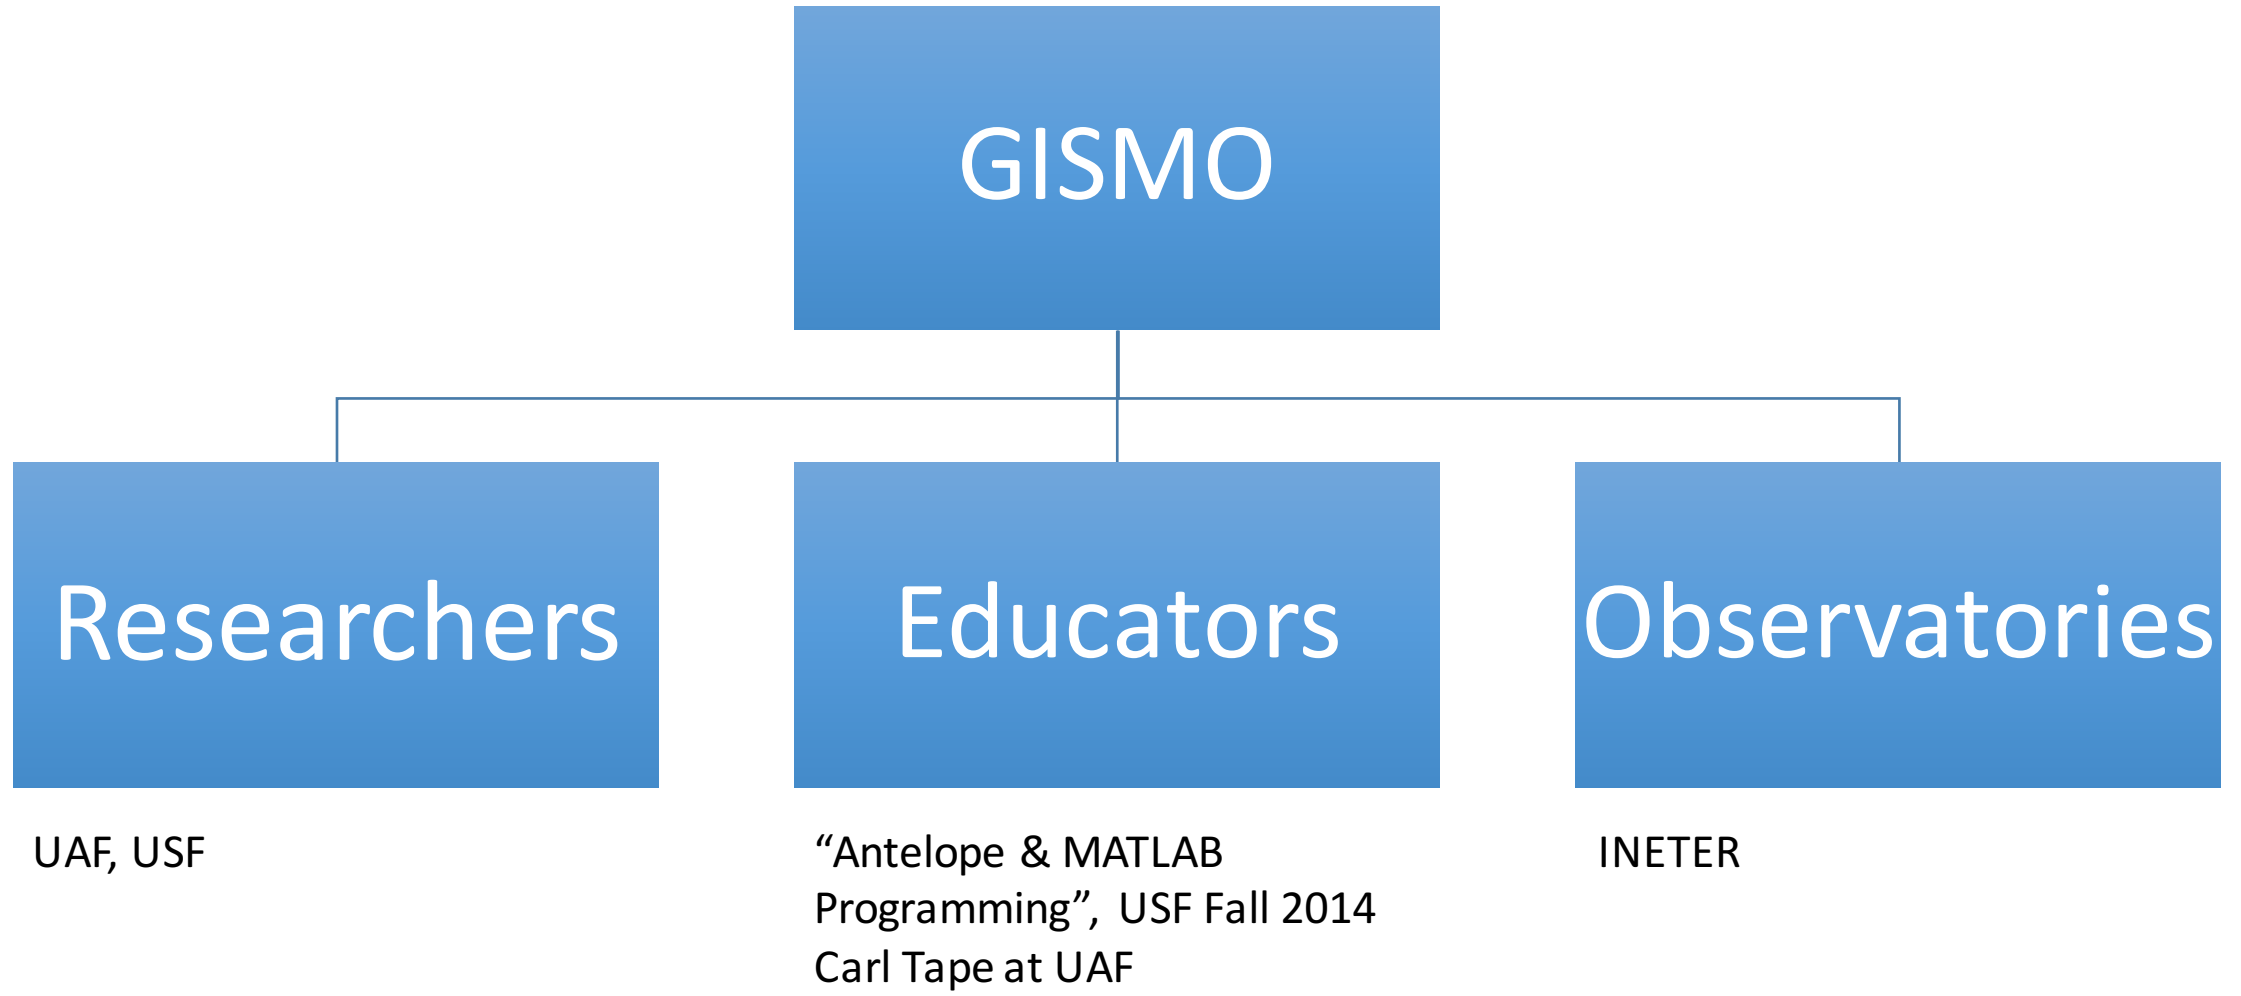 GISMO
Researchers
Educators
Observatories
UAF, USF
“Antelope & MATLAB
Programming”, USF Fall 2014
Carl Tape at UAF
INETER